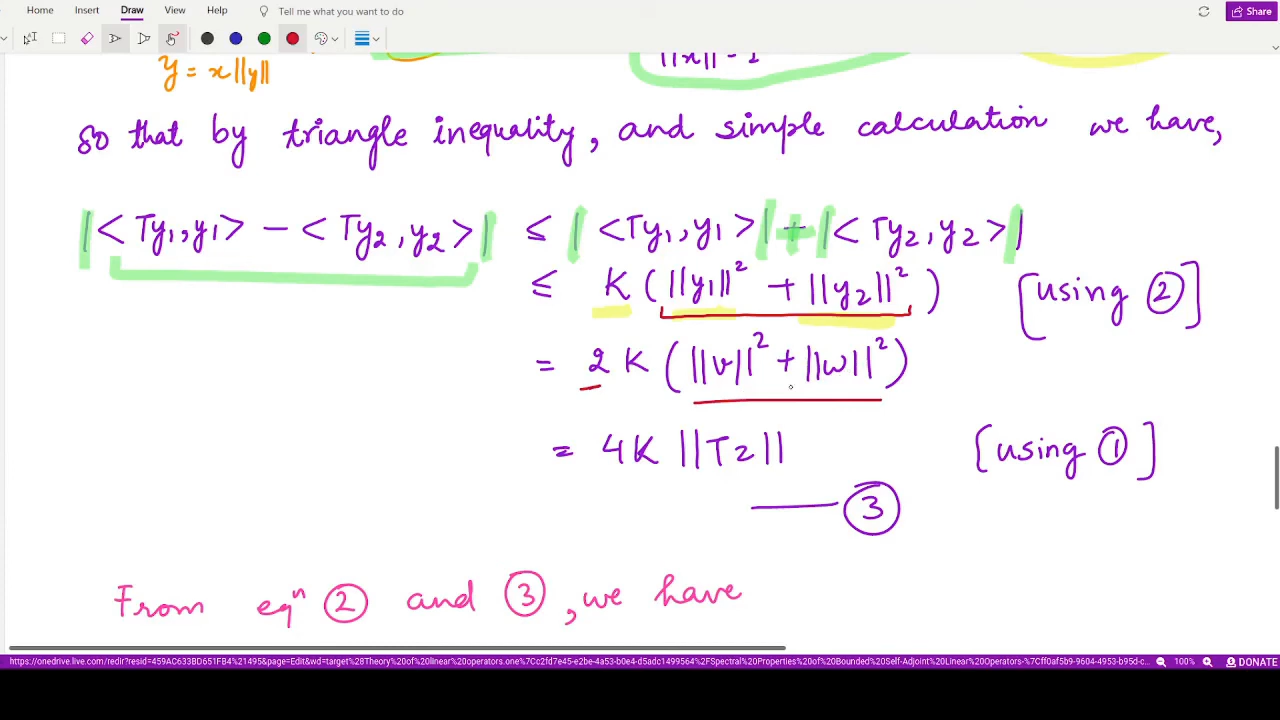 Home Insert Draw View Help Tell me what you want to do Share
y = x||y||
||x|| = 1
So that by triangle inequality, and simple calculation we have,
|< Ty1,y1> - < Ty2,y2>| ≤ | <Ty1,y1>| + |< Ty2,y2>|
≤ K ( ||y1||² + ||y2||² ) [using ②]
= 2 K ( ||v||² + ||w||² )
= 4K ||Tz|| [using ①]
—— ③
From eqⁿ ② and ③, we have
100% DONATE